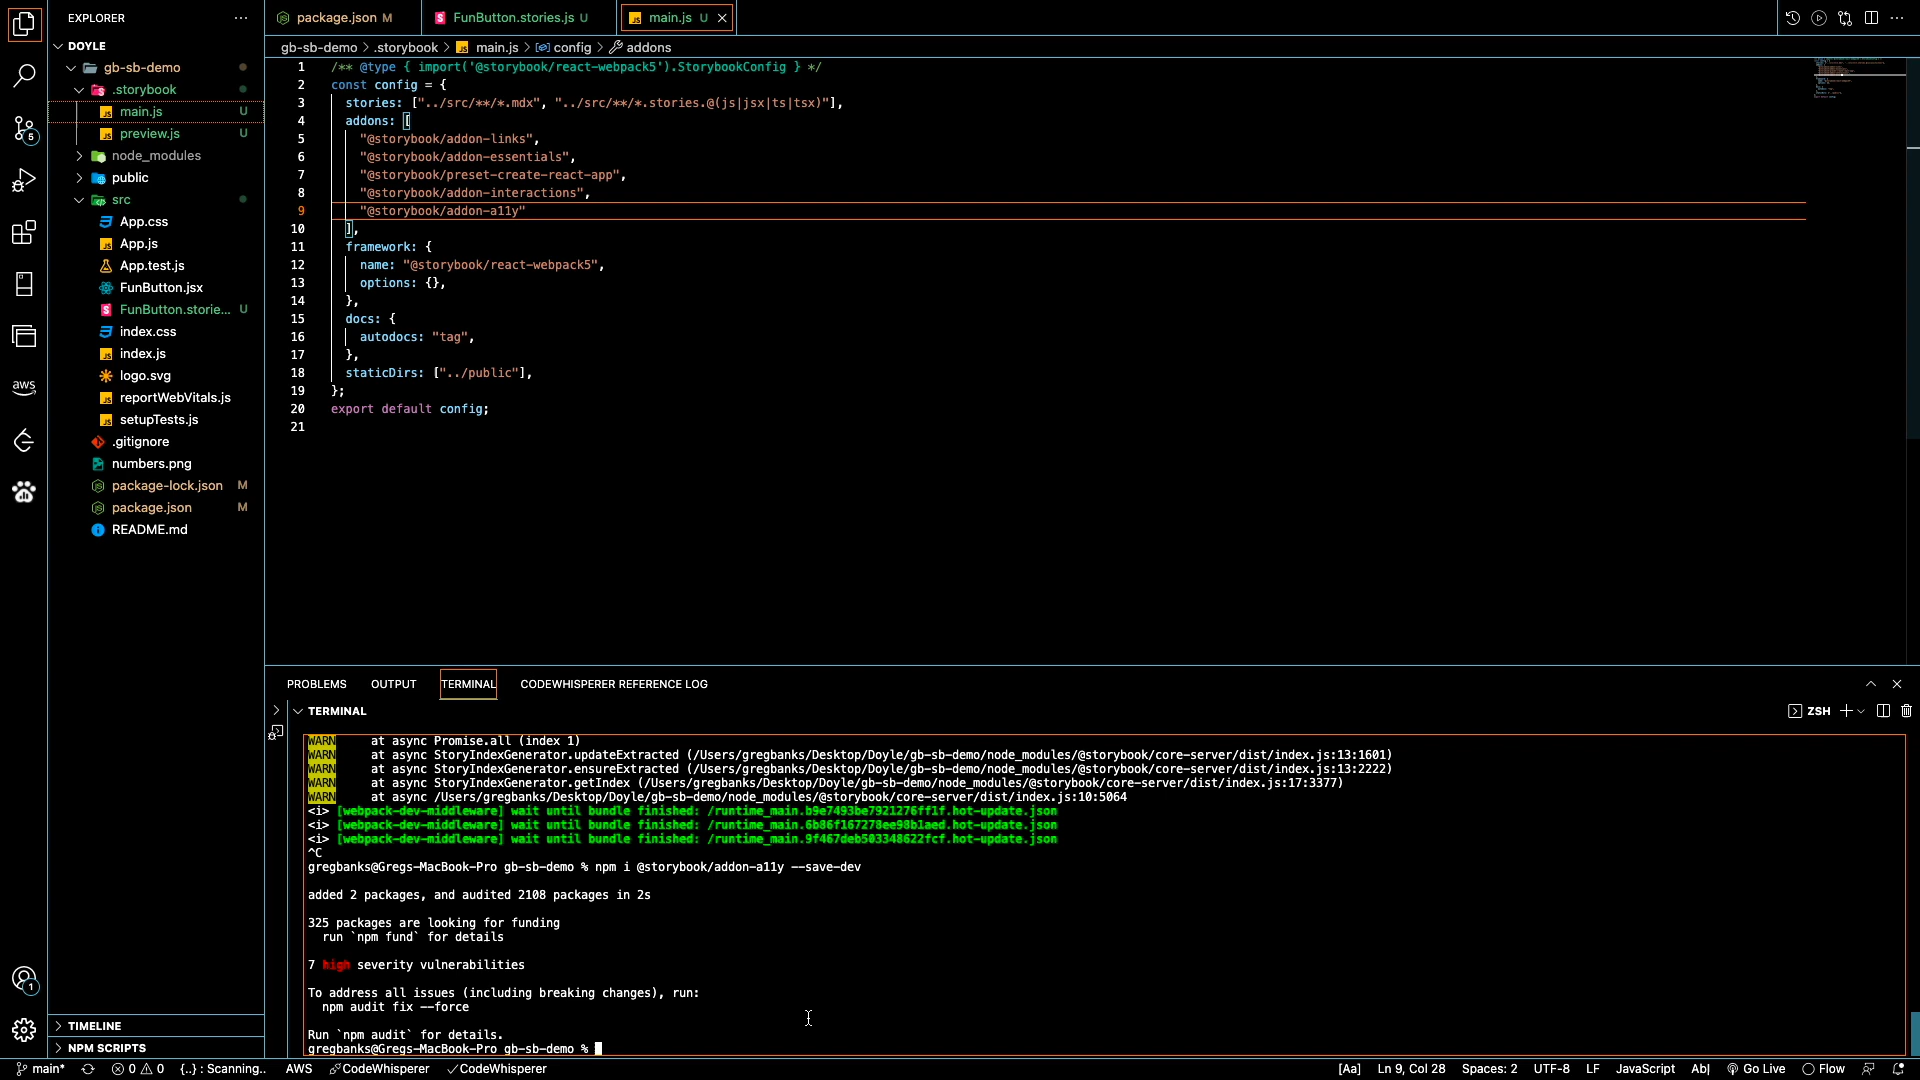 EXPLORER
DOYLE
gb-sb-demo
.storybook
main.js U
preview.js U
node_modules
public
src
App.css
App.js
App.test.js
FunButton.jsx
FunButton.storie... U
index.css
index.js
logo.svg
reportWebVitals.js
setupTests.js
.gitignore
numbers.png
package-lock.json M
package.json M
README.md
TIMELINE
NPM SCRIPTS
5
aws
1
package.json M
FunButton.stories.js U
main.js U
gb-sb-demo > .storybook > main.js > config > addons
1 /** @type { import('@storybook/react-webpack5').StorybookConfig } */
2 const config = {
3 stories: ["../src/**/*.mdx", "../src/**/*.stories.@(js|jsx|ts|tsx)"],
4 addons: [
5 "@storybook/addon-links",
6 "@storybook/addon-essentials",
7 "@storybook/preset-create-react-app",
8 "@storybook/addon-interactions",
9 "@storybook/addon-a11y"
10 ],
11 framework: {
12 name: "@storybook/react-webpack5",
13 options: {},
14 },
15 docs: {
16 autodocs: "tag",
17 },
18 staticDirs: ["../public"],
19 };
20 export default config;
21
PROBLEMS OUTPUT TERMINAL CODEWHISPERER REFERENCE LOG
TERMINAL
ZSH
WARN at async Promise.all (index 1)
WARN at async StoryIndexGenerator.updateExtracted (/Users/gregbanks/Desktop/Doyle/gb-sb-demo/node_modules/@storybook/core-server/dist/index.js:13:1601)
WARN at async StoryIndexGenerator.ensureExtracted (/Users/gregbanks/Desktop/Doyle/gb-sb-demo/node_modules/@storybook/core-server/dist/index.js:13:2222)
WARN at async StoryIndexGenerator.getIndex (/Users/gregbanks/Desktop/Doyle/gb-sb-demo/node_modules/@storybook/core-server/dist/index.js:17:3377)
WARN at async /Users/gregbanks/Desktop/Doyle/gb-sb-demo/node_modules/@storybook/core-server/dist/index.js:10:5064
<i> [webpack-dev-middleware] wait until bundle finished: /runtime_main.b9e7493be7921276ff1f.hot-update.json
<i> [webpack-dev-middleware] wait until bundle finished: /runtime_main.6b86f167278ee98b1aed.hot-update.json
<i> [webpack-dev-middleware] wait until bundle finished: /runtime_main.9f467deb503348622fcf.hot-update.json
^C
gregbanks@Gregs-MacBook-Pro gb-sb-demo % npm i @storybook/addon-a11y --save-dev
added 2 packages, and audited 2108 packages in 2s
325 packages are looking for funding
run `npm fund` for details
7 high severity vulnerabilities
To address all issues (including breaking changes), run:
npm audit fix --force
Run `npm audit` for details.
gregbanks@Gregs-MacBook-Pro gb-sb-demo %
main* 0 0 {..} : Scanning.. AWS CodeWhisperer CodeWhisperer [Aa] Ln 9, Col 28 Spaces: 2 UTF-8 LF JavaScript Ab| Go Live Flow